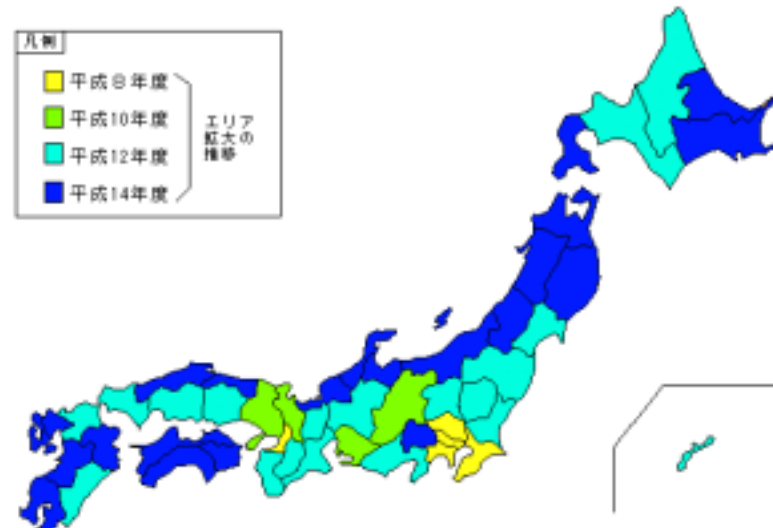 凡例
平成8年度
平成10年度
平成12年度
平成14年度
エリア
拡大の
推移